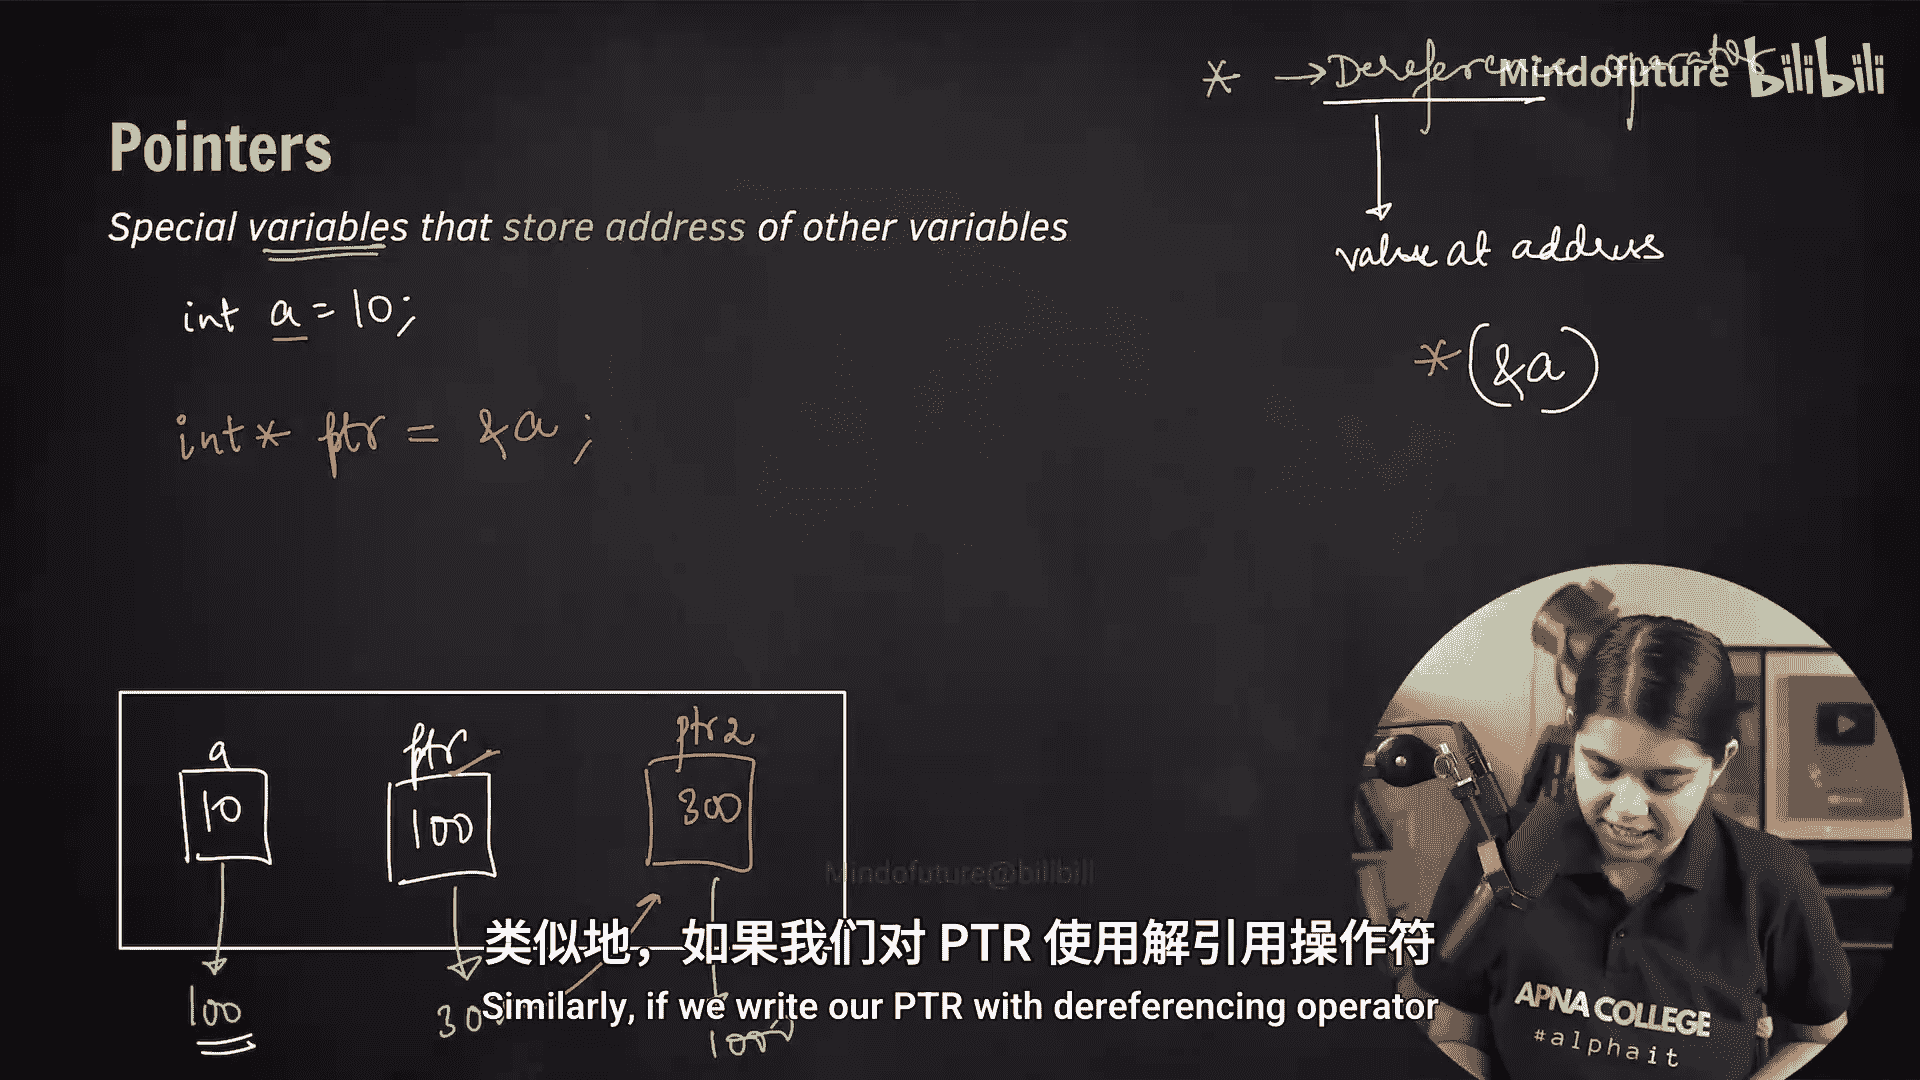 * → Dereference operator
Mindofuture bilibili
Pointers
Special variables that store address of other variables
value at address
int a = 10;
*(&a)
int* ptr = &a;
a ptr ptr2
10 100 300
Mindofuture@bilibili
类似地，如果我们对 PTR 使用解引用操作符
Similarly, if we write our PTR with dereferencing operator
100
1000
APNA COLLEGE
#alphait